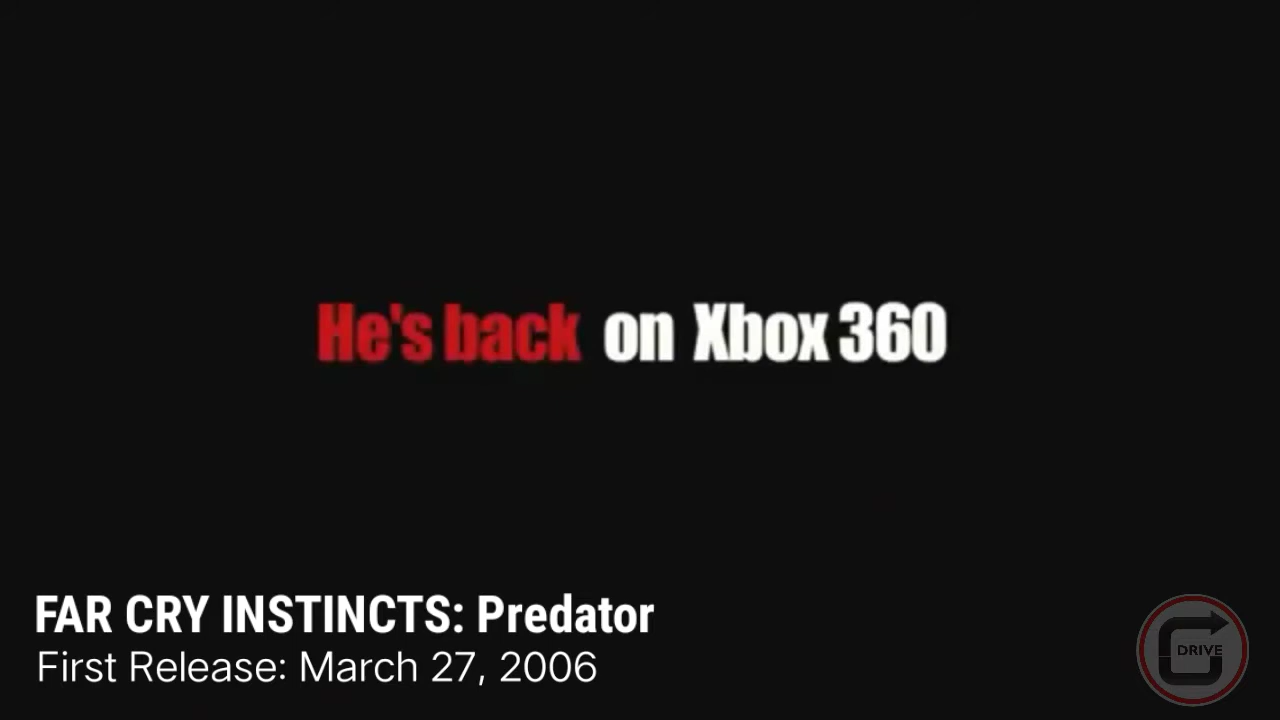 He's back on Xbox 360
FAR CRY INSTINCTS: Predator
First Release: March 27, 2006
DRIVE